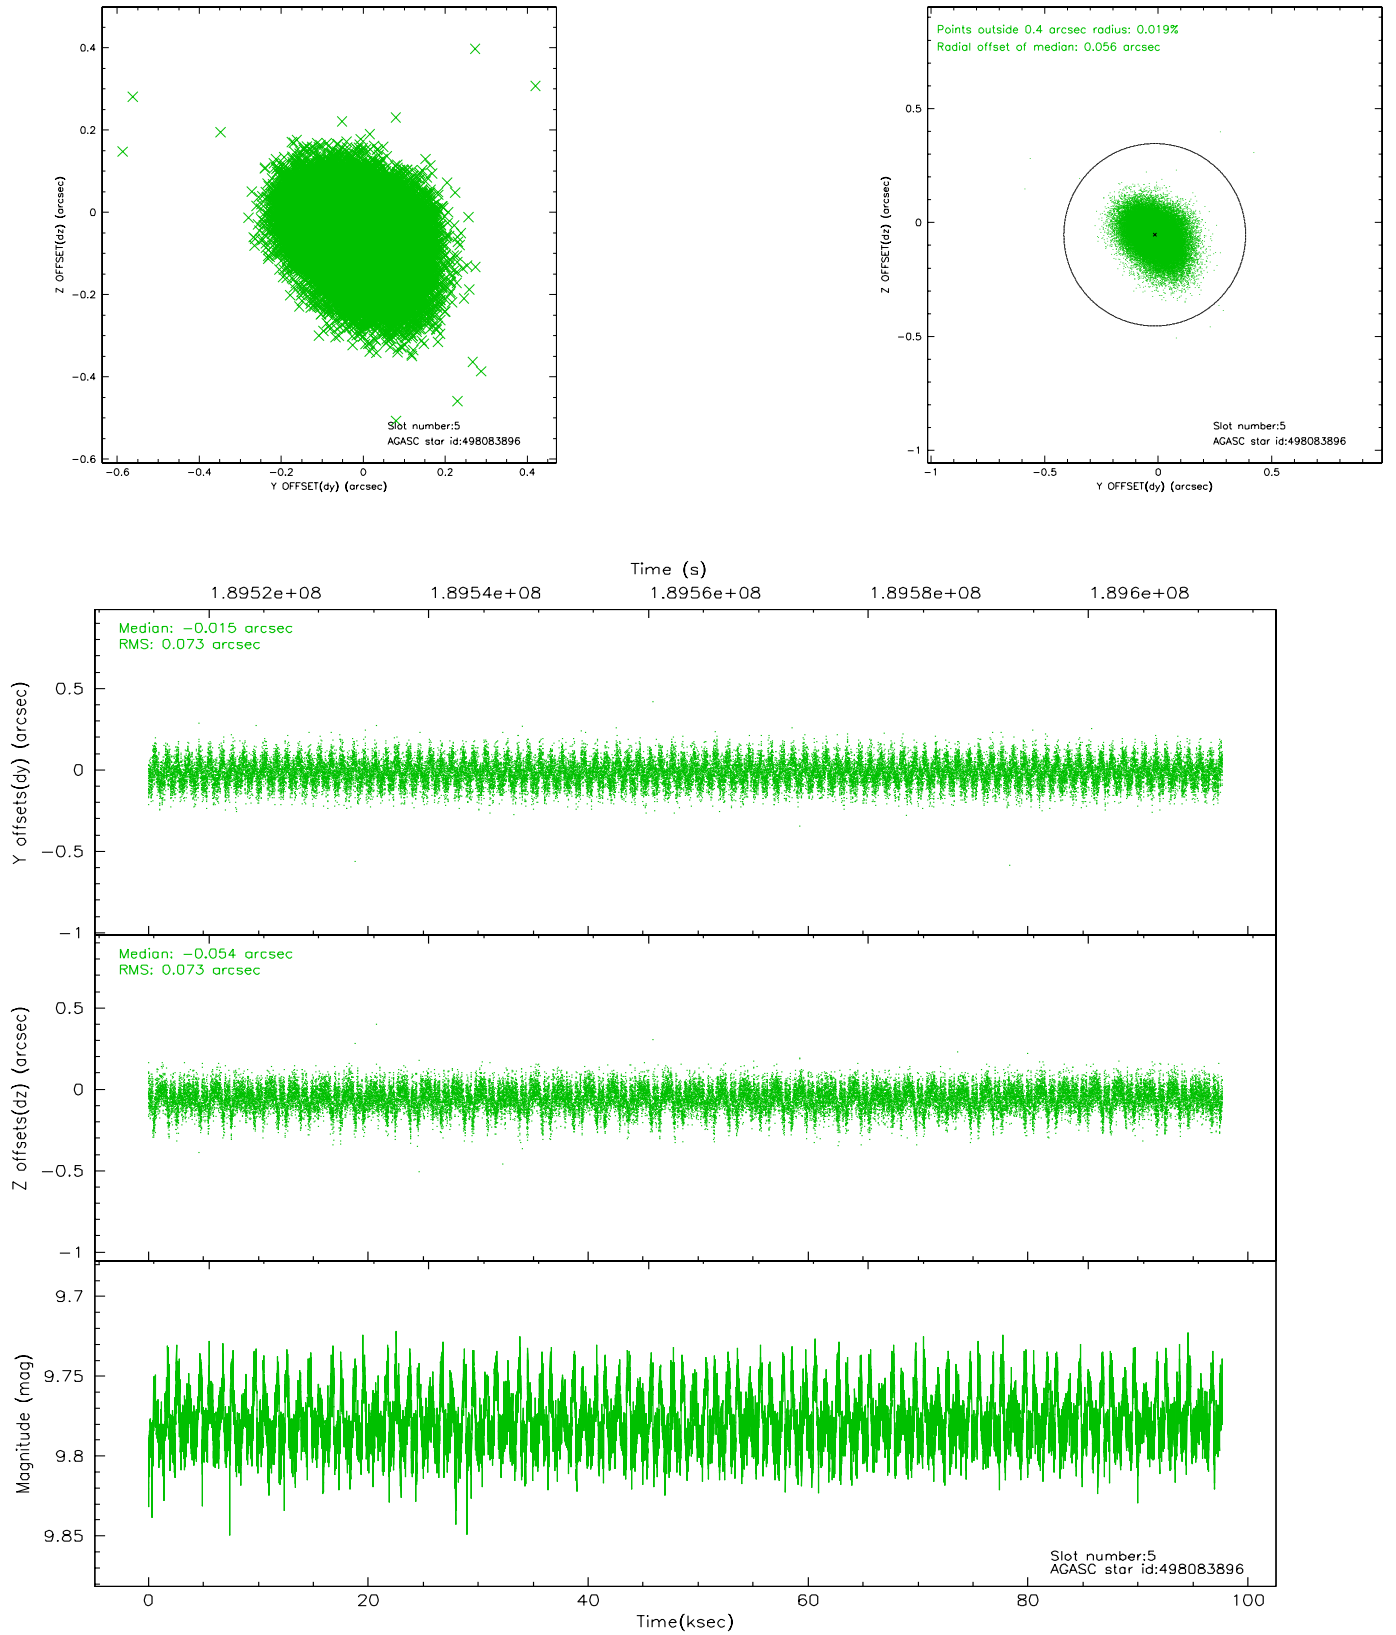 0.4
0.2
0
−0.2
−0.4
−0.6
Z OFFSET(dz) (arcsec)
−0.6
−0.4
−0.2
0
0.2
0.4
Y OFFSET(dy) (arcsec)
Slot number:5
AGASC star id:498083896
Points outside 0.4 arcsec radius: 0.019%
Radial offset of median: 0.056 arcsec
0.5
0
−0.5
−1
Z OFFSET(dz) (arcsec)
−1
−0.5
0
0.5
Y OFFSET(dy) (arcsec)
Slot number:5
AGASC star id:498083896
Time (s)
1.8952e+08
1.8954e+08
1.8956e+08
1.8958e+08
1.896e+08
Median: −0.015 arcsec
RMS: 0.073 arcsec
0.5
0
−0.5
−1
Y offsets(dy) (arcsec)
Median: −0.054 arcsec
RMS: 0.073 arcsec
0.5
0
−0.5
−1
Z offsets(dz) (arcsec)
9.7
9.75
9.8
9.85
Magnitude (mag)
Slot number:5
AGASC star id:498083896
0
20
40
60
80
100
Time(ksec)